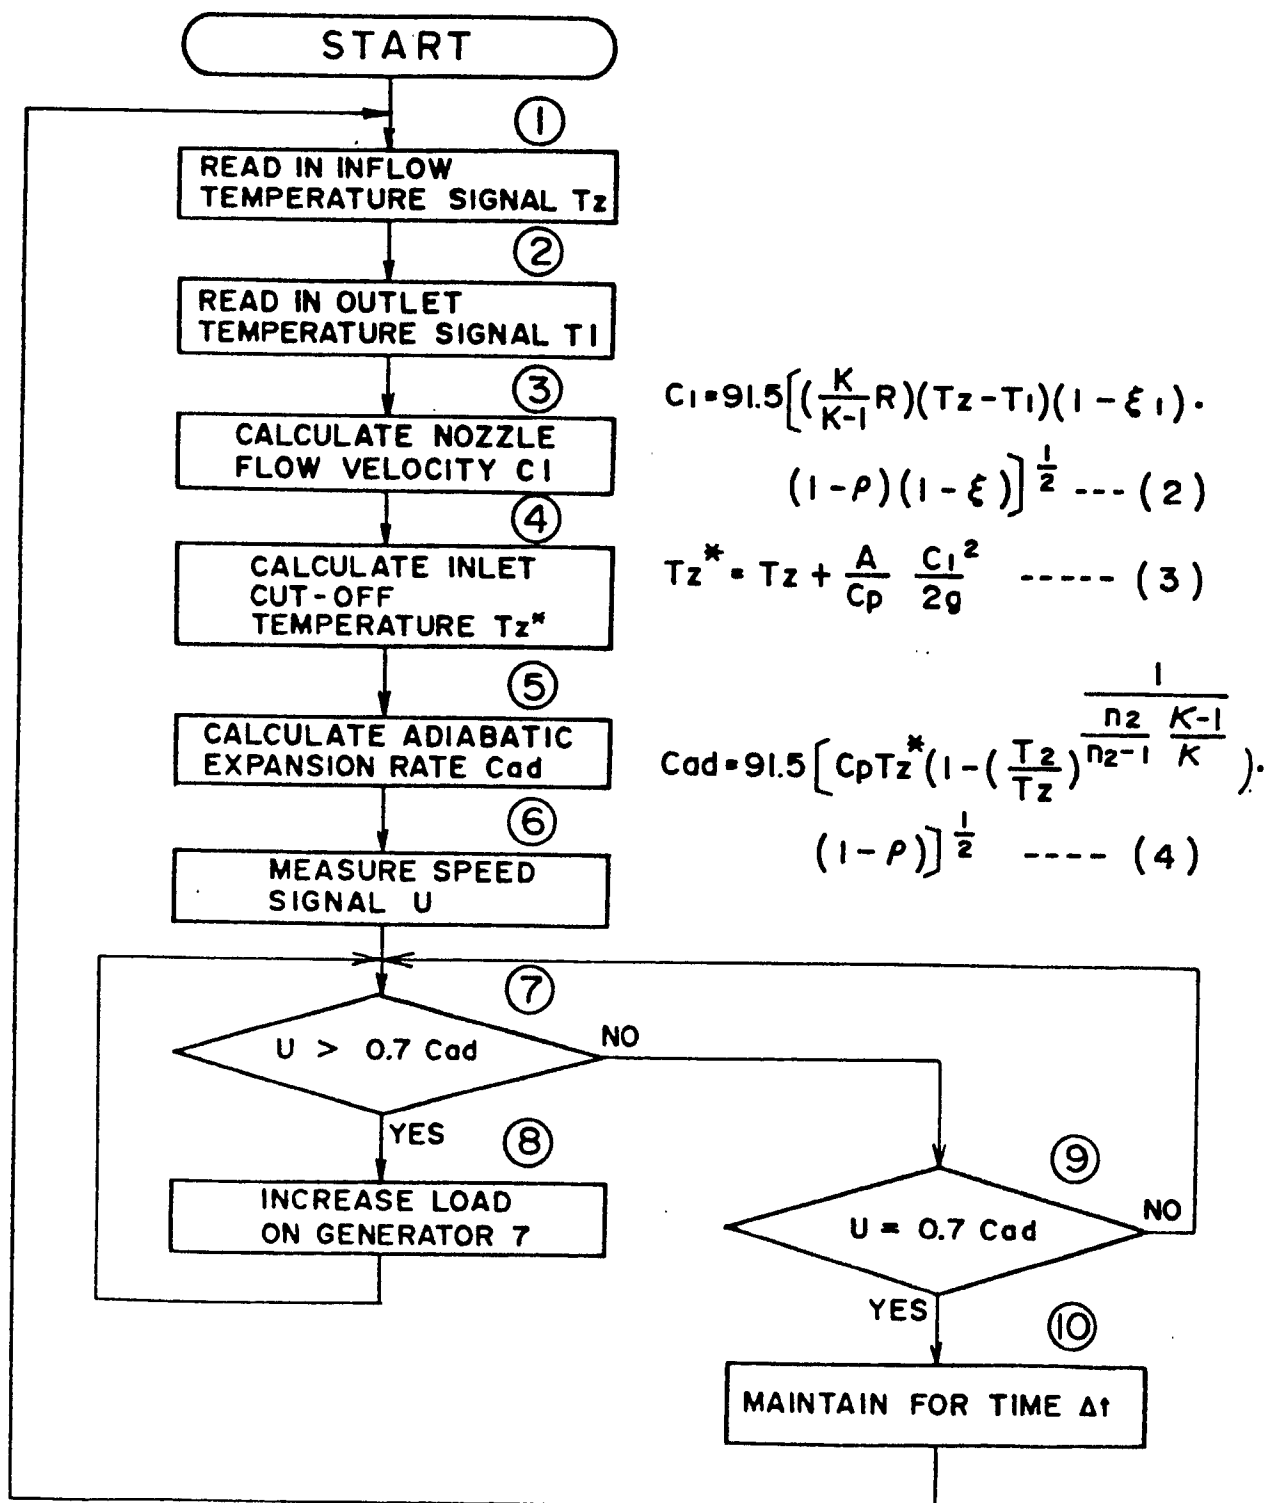 START
①
READ IN INFLOW
TEMPERATURE SIGNAL Tz
②
READ IN OUTLET
TEMPERATURE SIGNAL T1
③
CALCULATE NOZZLE
FLOW VELOCITY C1
C1=91.5[(K/K-1 R)(Tz-T1)(1-ξ1)·
(1-ρ)(1-ξ)]^1/2 --- (2)
④
CALCULATE INLET
CUT-OFF
TEMPERATURE Tz*
Tz* = Tz + A/Cp C1²/2g ----- (3)
⑤
CALCULATE ADIABATIC
EXPANSION RATE Cad
Cad=91.5[CpTz*(1-(T2/Tz)^(1/(n2/n2-1 K-1/K)))·
(1-ρ)]^1/2 ---- (4)
⑥
MEASURE SPEED
SIGNAL U
⑦
U > 0.7 Cad
NO
YES
⑧
INCREASE LOAD
ON GENERATOR 7
⑨
U = 0.7 Cad
NO
YES
⑩
MAINTAIN FOR TIME Δt